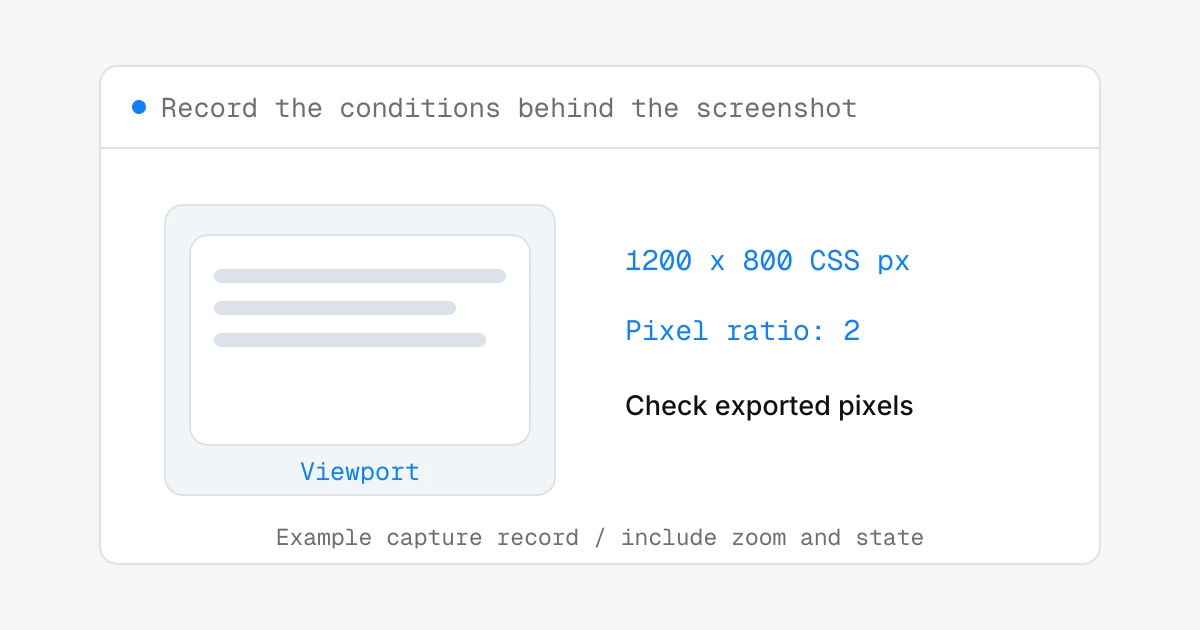 Record the conditions behind the screenshot
1200 x 800 CSS px
Pixel ratio: 2
Check exported pixels
Viewport
Example capture record / include zoom and state